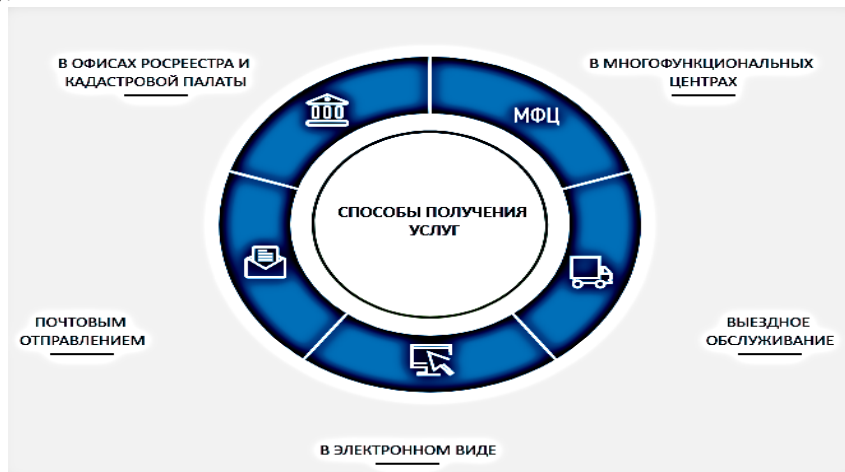 В ОФИСАХ РОСРЕЕСТРА И
КАДАСТРОВОЙ ПАЛАТЫ
В МНОГОФУНКЦИОНАЛЬНЫХ
ЦЕНТРАХ
МФЦ
СПОСОБЫ ПОЛУЧЕНИЯ
УСЛУГ
ПОЧТОВЫМ
ОТПРАВЛЕНИЕМ
ВЫЕЗДНОЕ
ОБСЛУЖИВАНИЕ
В ЭЛЕКТРОННОМ ВИДЕ